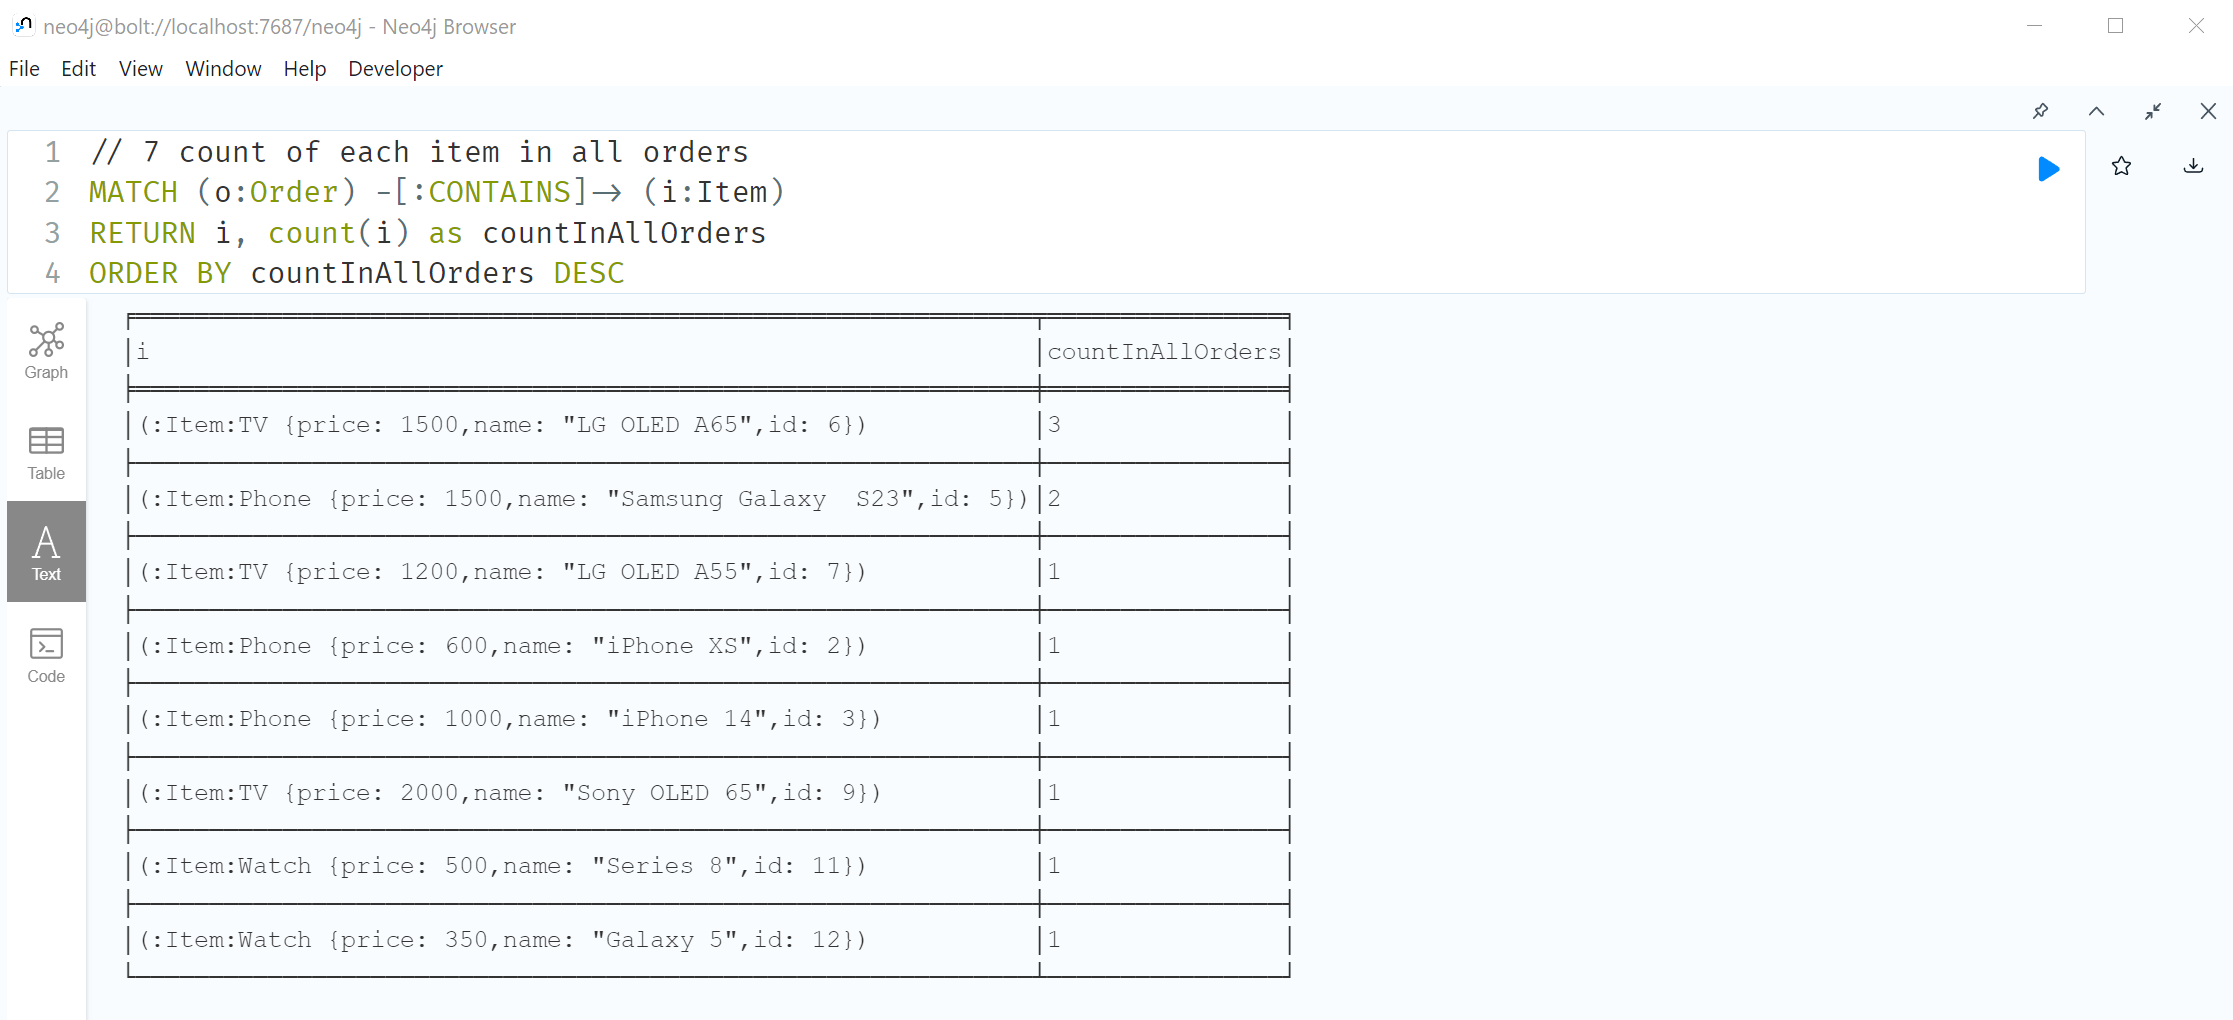 neo4j@bolt://localhost:7687/neo4j - Neo4j Browser
File Edit View Window Help Developer
1 // 7 count of each item in all orders
2 MATCH (o:Order) -[:CONTAINS]-> (i:Item)
3 RETURN i, count(i) as countInAllOrders
4 ORDER BY countInAllOrders DESC
Graph
Table
Text
Code
i countInAllOrders
(:Item:TV {price: 1500,name: "LG OLED A65",id: 6}) 3
(:Item:Phone {price: 1500,name: "Samsung Galaxy  S23",id: 5}) 2
(:Item:TV {price: 1200,name: "LG OLED A55",id: 7}) 1
(:Item:Phone {price: 600,name: "iPhone XS",id: 2}) 1
(:Item:Phone {price: 1000,name: "iPhone 14",id: 3}) 1
(:Item:TV {price: 2000,name: "Sony OLED 65",id: 9}) 1
(:Item:Watch {price: 500,name: "Series 8",id: 11}) 1
(:Item:Watch {price: 350,name: "Galaxy 5",id: 12}) 1